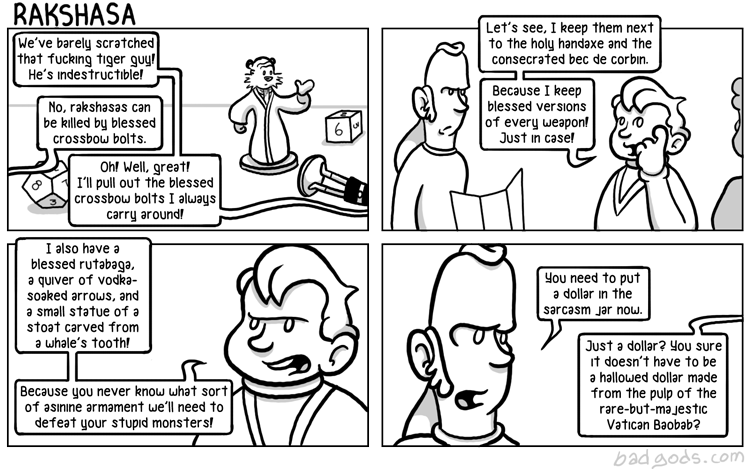 RAKSHASA
We've barely scratched
that fucking tiger guy!
He's indestructible!
No, rakshasas can
be killed by blessed
crossbow bolts.
Oh! Well, great!
I'll pull out the blessed
crossbow bolts I always
carry around!
6
8
7
3
Let's see, I keep them next
to the holy handaxe and the
consecrated bec de corbin.
Because I keep
blessed versions
of every weapon!
Just in case!
I also have a
blessed rutabaga,
a quiver of vodka-
soaked arrows, and
a small statue of a
stoat carved from
a whale's tooth!
Because you never know what sort
of asinine armament we'll need to
defeat your stupid monsters!
You need to put
a dollar in the
sarcasm jar now.
Just a dollar? You sure
it doesn't have to be
a hallowed dollar made
from the pulp of the
rare-but-majestic
Vatican Baobab?
badgods.com